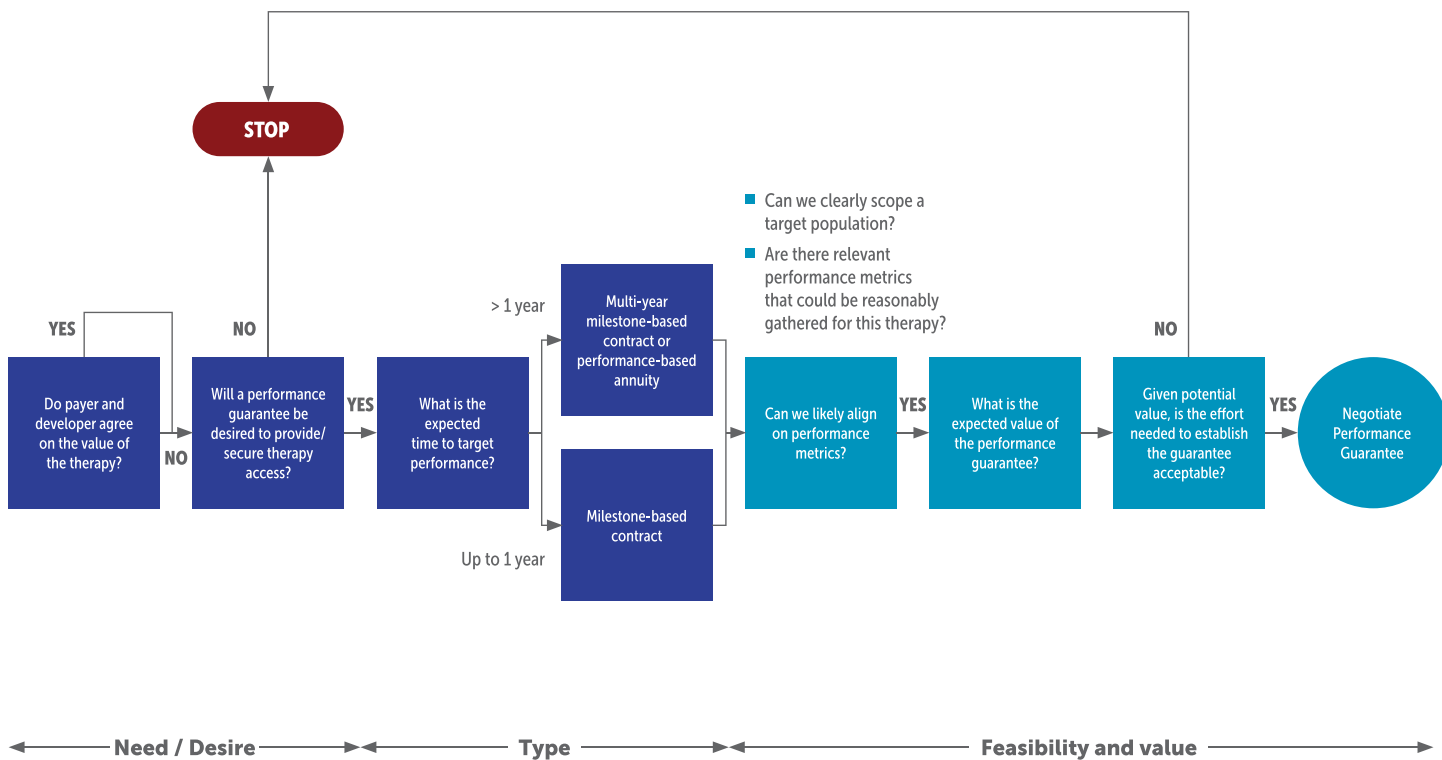 STOP
Can we clearly scope a
target population?
Are there relevant
performance metrics
that could be reasonably
gathered for this therapy?
> 1 year
YES
NO
NO
Multi-year
milestone-based
contract or
performance-based
annuity
Do payer and
developer agree
on the value of
the therapy?
NO
Will a performance
guarantee be
desired to provide/
secure therapy
access?
YES
What is the
expected
time to target
performance?
Milestone-based
contract
Up to 1 year
Can we likely align
on performance
metrics?
YES
What is the
expected value of
the performance
guarantee?
Given potential
value, is the effort
needed to establish
the guarantee
acceptable?
YES
Negotiate
Performance
Guarantee
Need / Desire
Type
Feasibility and value